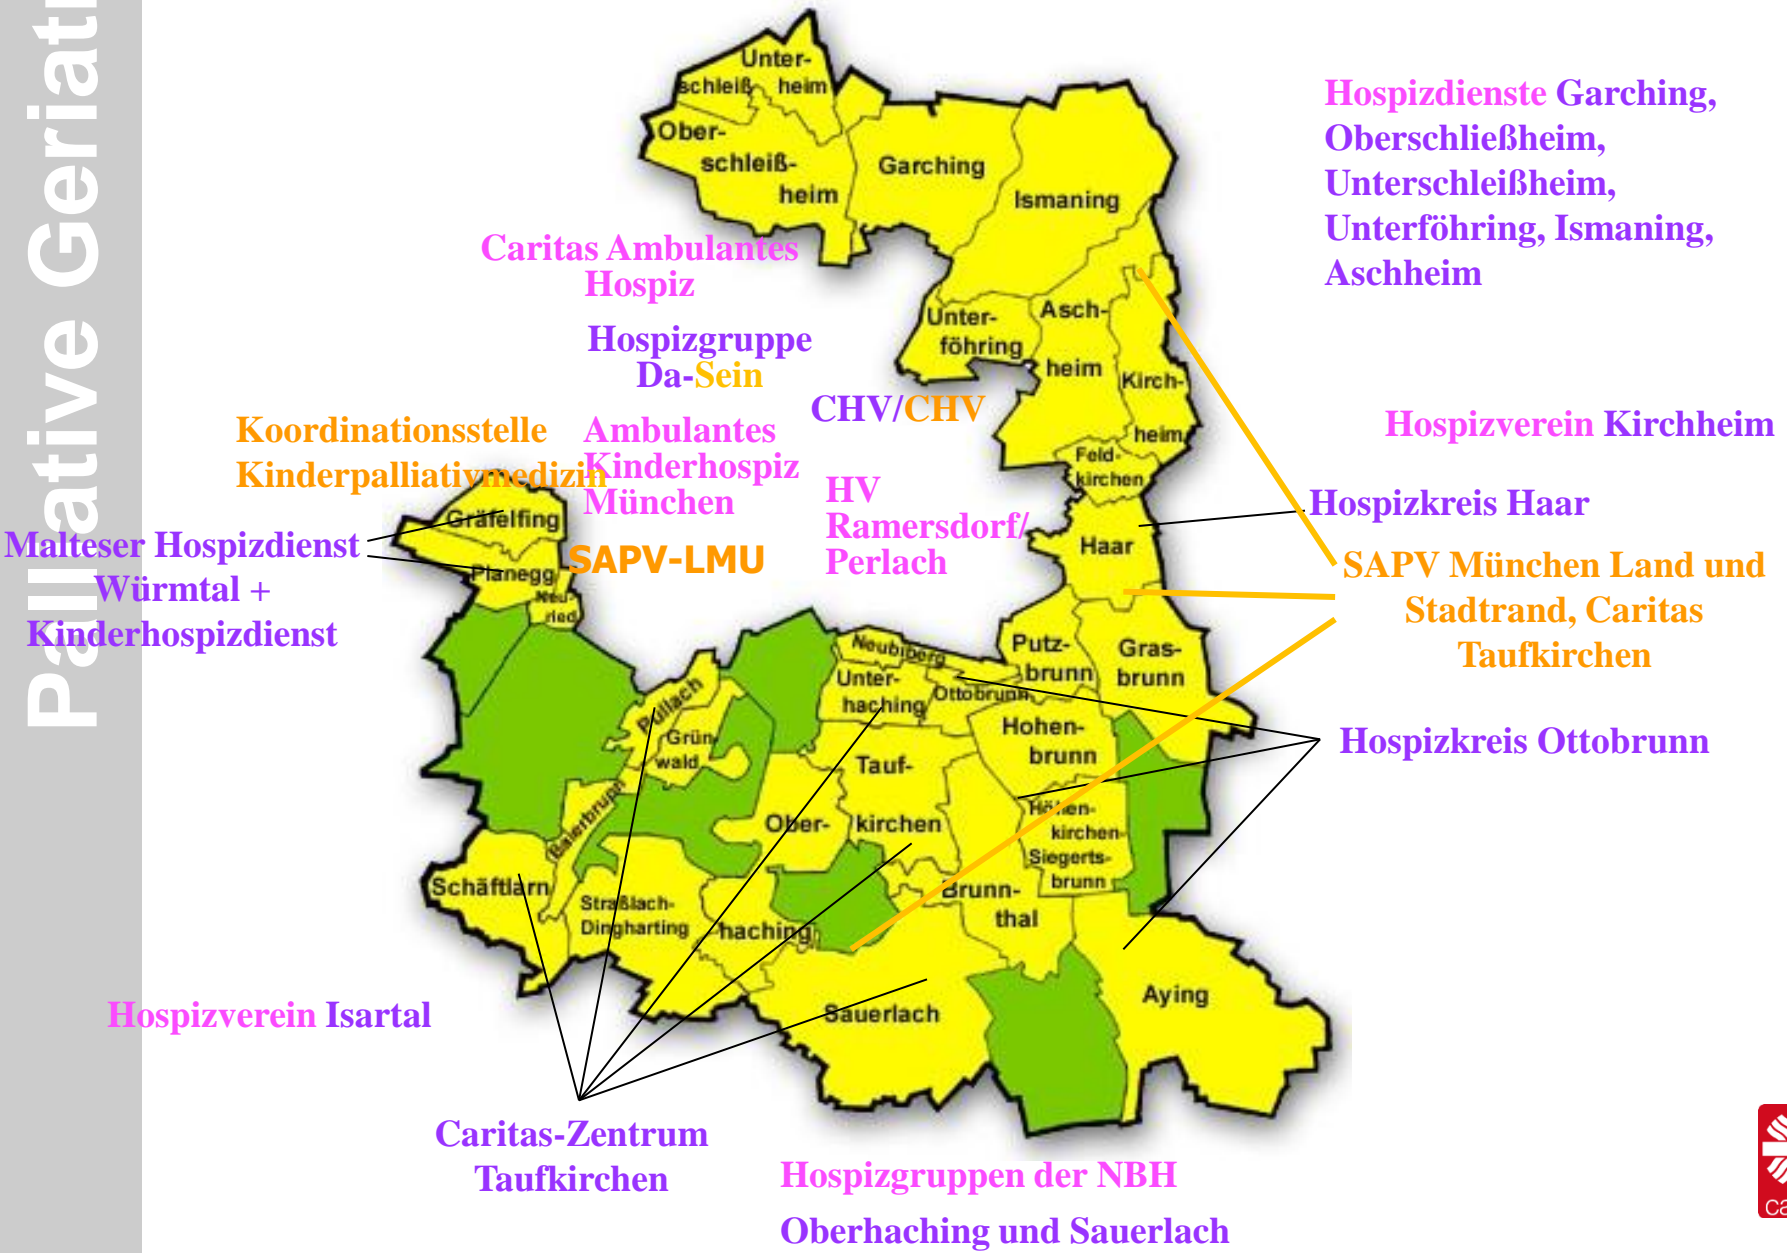 Palliative Geriat
Unter-
schleiß-
heim
Ober-
schleiß-
heim
Garching
Ismaning
Unter-
föhring
Asch-
heim
Kirch-
heim
Feld-
kirchen
Haar
Gräfelfing
Planegg
Neu-
ried
Neubiberg
Unter-
haching
Ottobrunn
Putz-
brunn
Gras-
brunn
Pullach
Grün-
wald
Hohen-
brunn
Tauf-
kirchen
Ober-
haching
Baierbrunn
Höhen-
kirchen-
Siegerts-
brunn
Schäftlarn
Straßlach-
Dingharting
Brunn-
thal
Sauerlach
Aying
Hospizdienste Garching,
Oberschließheim,
Unterschleißheim,
Unterföhring, Ismaning,
Aschheim
Caritas Ambulantes
Hospiz
Hospizgruppe
Da-Sein
CHV/CHV
Koordinationsstelle
Kinderpalliativmedizin
Ambulantes
Kinderhospiz
München
HV
Ramersdorf/
Perlach
Hospizverein Kirchheim
Hospizkreis Haar
Malteser Hospizdienst
Würmtal +
Kinderhospizdienst
SAPV-LMU
SAPV München Land und
Stadtrand, Caritas
Taufkirchen
Hospizkreis Ottobrunn
Hospizverein Isartal
Caritas-Zentrum
Taufkirchen
Hospizgruppen der NBH
Oberhaching und Sauerlach